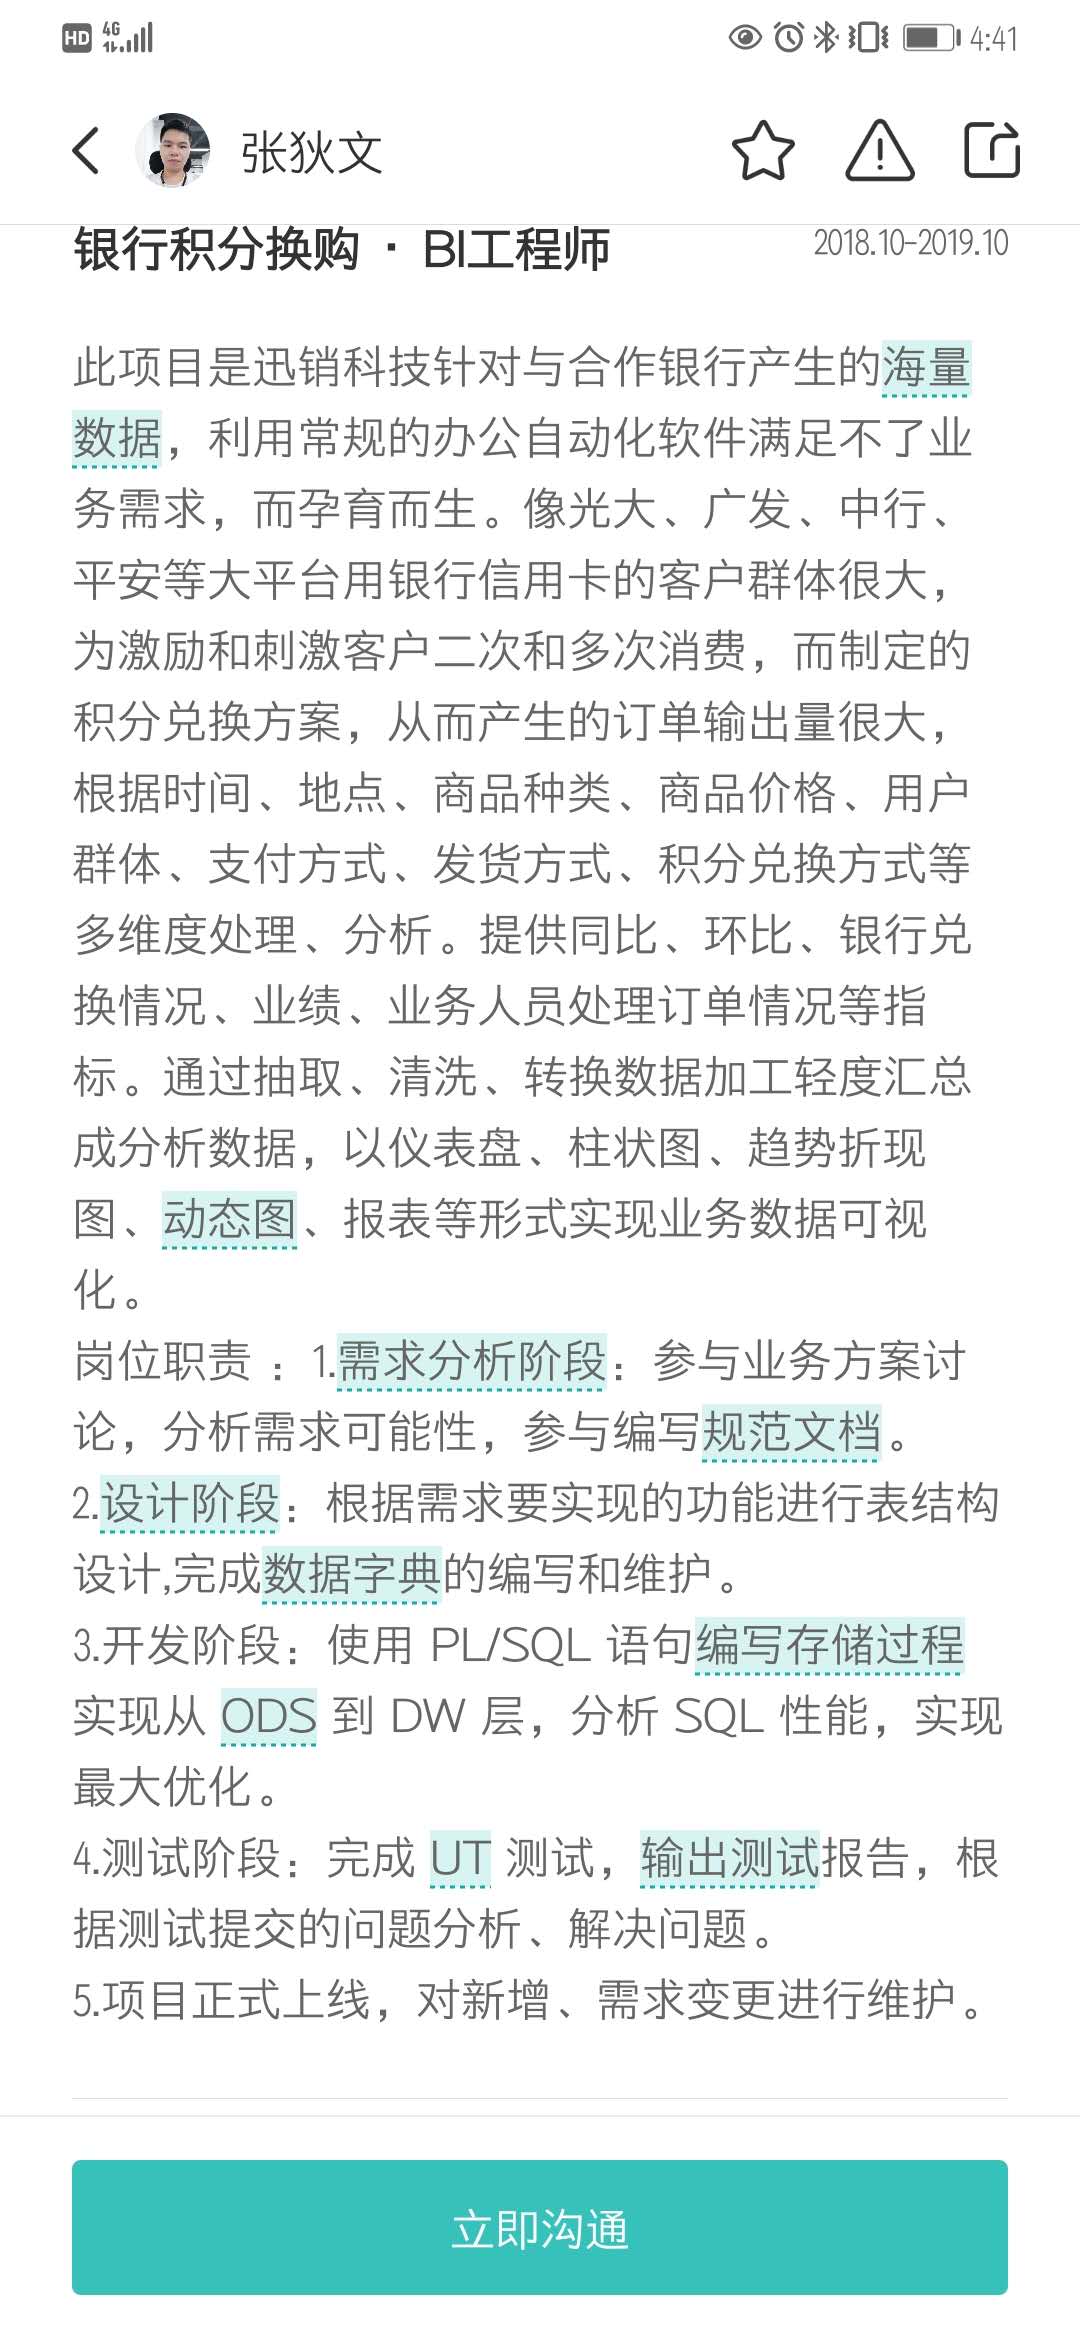 HD 4G 4:41
张狄文
银行积分换购 · BI工程师 2018.10-2019.10
此项目是迅销科技针对与合作银行产生的海量
数据，利用常规的办公自动化软件满足不了业
务需求，而孕育而生。像光大、广发、中行、
平安等大平台用银行信用卡的客户群体很大，
为激励和刺激客户二次和多次消费，而制定的
积分兑换方案，从而产生的订单输出量很大，
根据时间、地点、商品种类、商品价格、用户
群体、支付方式、发货方式、积分兑换方式等
多维度处理、分析。提供同比、环比、银行兑
换情况、业绩、业务人员处理订单情况等指
标。通过抽取、清洗、转换数据加工轻度汇总
成分析数据，以仪表盘、柱状图、趋势折现
图、动态图、报表等形式实现业务数据可视
化。
岗位职责 ：1.需求分析阶段：参与业务方案讨
论，分析需求可能性，参与编写规范文档。
2.设计阶段：根据需求要实现的功能进行表结构
设计,完成数据字典的编写和维护。
3.开发阶段：使用 PL/SQL 语句编写存储过程
实现从 ODS 到 DW 层，分析 SQL 性能，实现
最大优化。
4.测试阶段：完成 UT 测试，输出测试报告，根
据测试提交的问题分析、解决问题。
5.项目正式上线，对新增、需求变更进行维护。
立即沟通